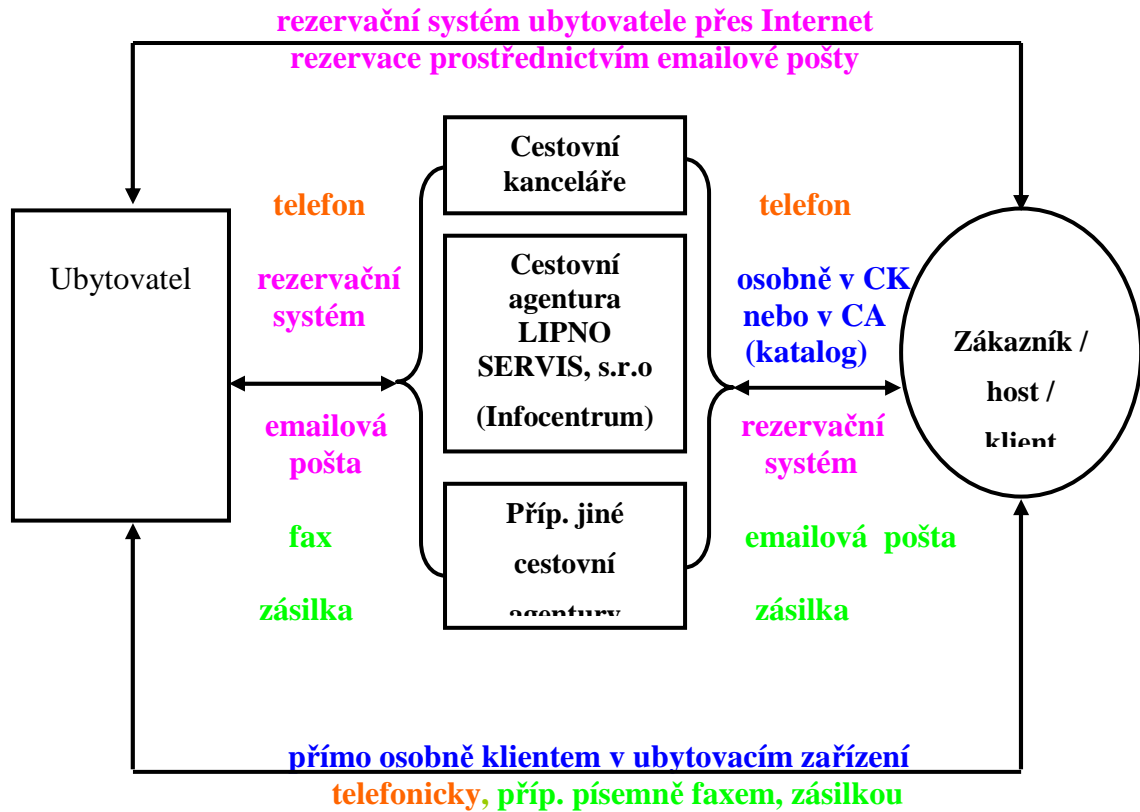 rezervační systém ubytovatele přes Internet
rezervace prostřednictvím emailové pošty
Ubytovatel
telefon
rezervační
systém
emailová
pošta
fax
zásilka
Cestovní
kanceláře
Cestovní
agentura
LIPNO
SERVIS, s.r.o
(Infocentrum)
Příp. jiné
cestovní
agentury
telefon
osobně v CK
nebo v CA
(katalog)
rezervační
systém
emailová pošta
zásilka
Zákazník /
host /
klient
přímo osobně klientem v ubytovacím zařízení
telefonicky, příp. písemně faxem, zásilkou